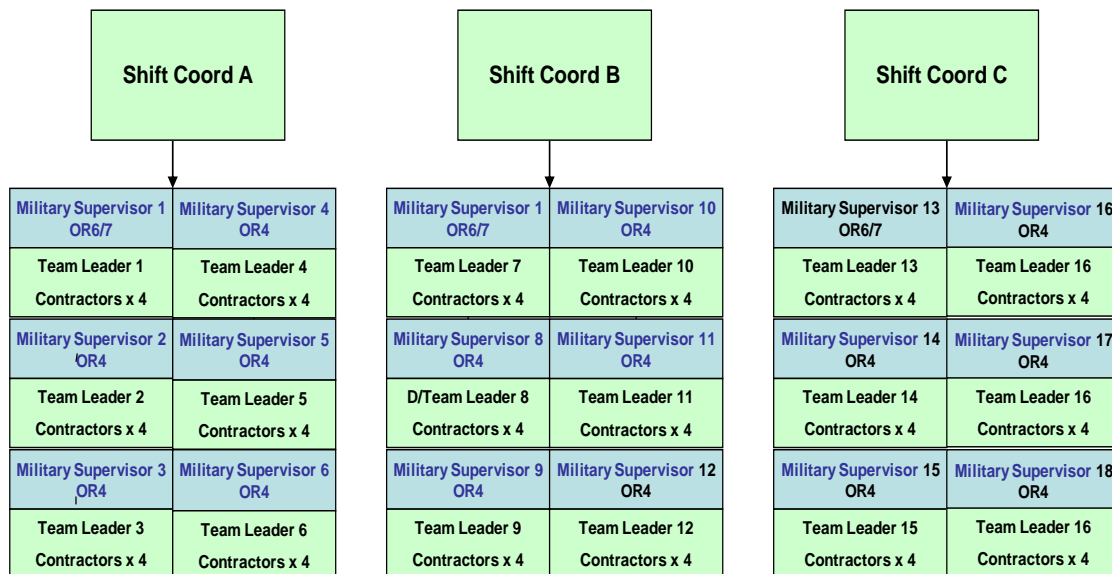 Shift Coord A
Military Supervisor 1
OR6/7
Military Supervisor 4
OR4
Team Leader 1
Contractors x 4
Team Leader 4
Contractors x 4
Military Supervisor 2
OR4
Military Supervisor 5
OR4
Team Leader 2
Contractors x 4
Team Leader 5
Contractors x 4
Military Supervisor 3
OR4
Military Supervisor 6
OR4
Team Leader 3
Contractors x 4
Team Leader 6
Contractors x 4
Shift Coord B
Military Supervisor 1
OR6/7
Military Supervisor 10
OR4
Team Leader 7
Contractors x 4
Team Leader 10
Contractors x 4
Military Supervisor 8
OR4
Military Supervisor 11
OR4
D/Team Leader 8
Contractors x 4
Team Leader 11
Contractors x 4
Military Supervisor 9
OR4
Military Supervisor 12
OR4
Team Leader 9
Contractors x 4
Team Leader 12
Contractors x 4
Shift Coord C
Military Supervisor 13
OR6/7
Military Supervisor 16
OR4
Team Leader 13
Contractors x 4
Team Leader 16
Contractors x 4
Military Supervisor 14
OR4
Military Supervisor 17
OR4
Team Leader 14
Contractors x 4
Team Leader 16
Contractors x 4
Military Supervisor 15
OR4
Military Supervisor 18
OR4
Team Leader 15
Contractors x 4
Team Leader 16
Contractors x 4